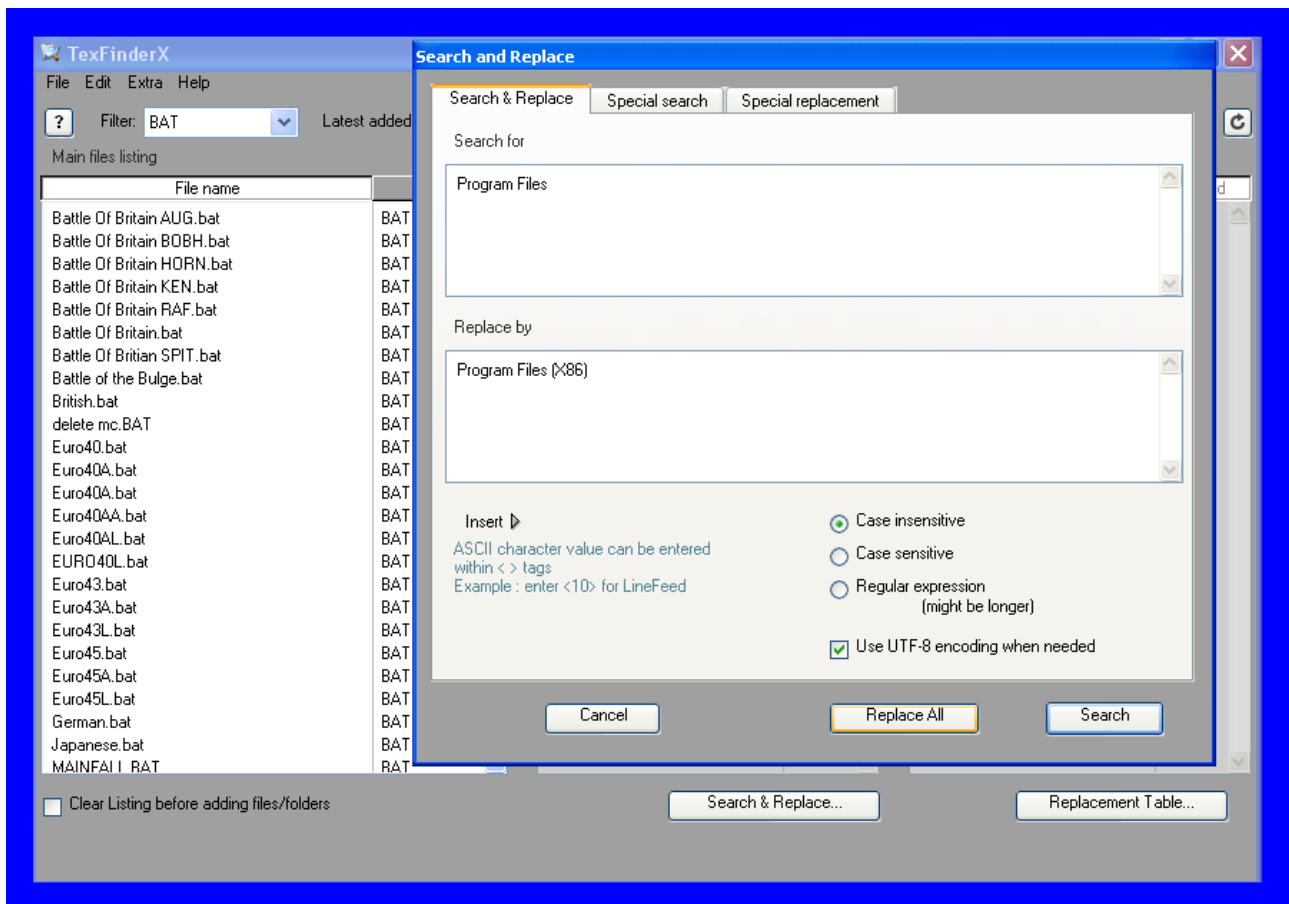 TexFinderX
File Edit Extra Help
? Filter: BAT Latest added
Main files listing
File name
d
Battle Of Britain AUG.bat BAT
Battle Of Britain BOBH.bat BAT
Battle Of Britain HORN.bat BAT
Battle Of Britain KEN.bat BAT
Battle Of Britain RAF.bat BAT
Battle Of Britain.bat BAT
Battle Of Britian SPIT.bat BAT
Battle of the Bulge.bat BAT
British.bat BAT
delete mc.BAT BAT
Euro40.bat BAT
Euro40A.bat BAT
Euro40A.bat BAT
Euro40AA.bat BAT
Euro40AL.bat BAT
EURO40L.bat BAT
Euro43.bat BAT
Euro43A.bat BAT
Euro43L.bat BAT
Euro45.bat BAT
Euro45A.bat BAT
Euro45L.bat BAT
German.bat BAT
Japanese.bat BAT
MAINFALL.BAT BAT
Clear Listing before adding files/folders
Search & Replace...
Replacement Table...
Search and Replace
Search & Replace Special search Special replacement
Search for
Program Files
Replace by
Program Files (X86)
Insert
ASCII character value can be entered
within < > tags
Example : enter <10> for LineFeed
Case insensitive
Case sensitive
Regular expression
(might be longer)
Use UTF-8 encoding when needed
Cancel Replace All Search